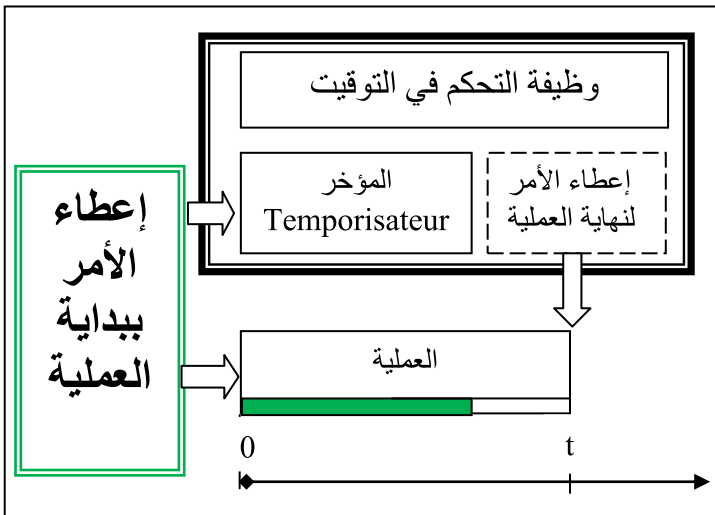 وظيفة التحكم في التوقيت
إعطاء
الأمر
ببداية
العملية
المؤخر
Temporisateur
إعطاء الأمر
لنهاية العملية
العملية
0
t